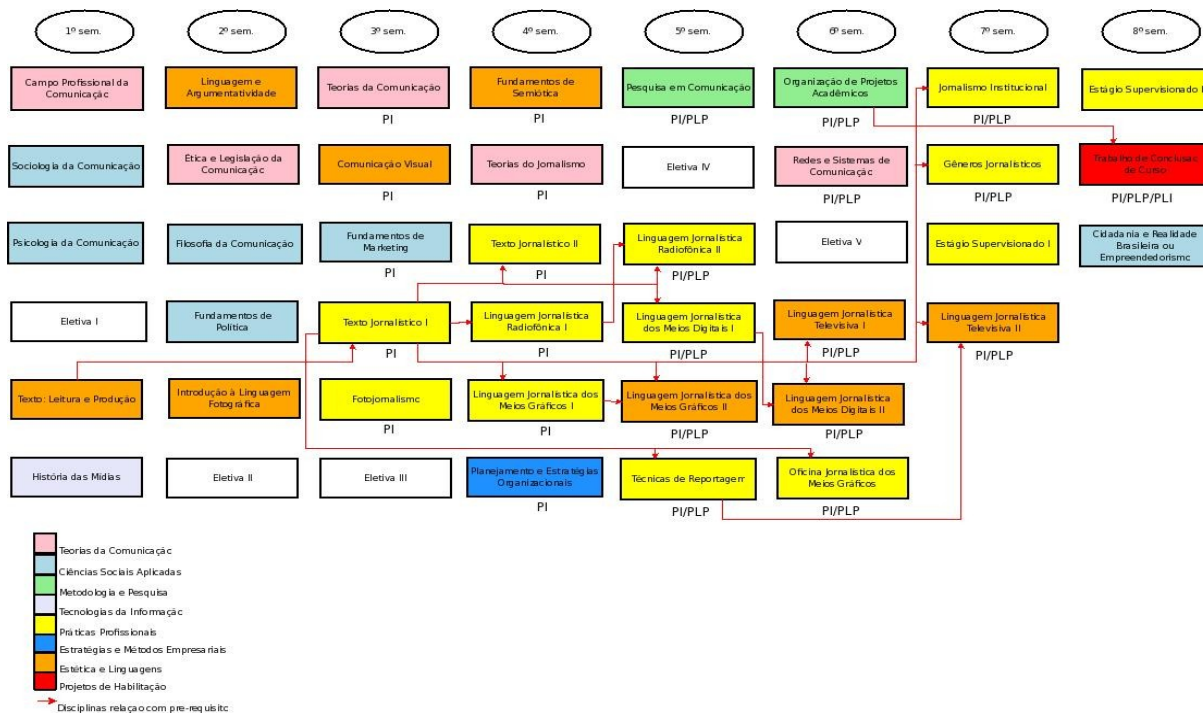 1º sem.
2º sem.
3º sem.
4º sem.
5º sem.
6º sem.
7º sem.
8º sem.
Campo Profissional da
Comunicaçãc
Linguagem e
Argumentatividade
Teorias da Comunicação
PI
Fundamentos de
Semiótica
PI
Pesquisa em Comunicação
PI/PLP
Organização de Projetos
Acadêmicos
PI/PLP
Jornalismo Institucional
PI/PLP
Estágio Supervisionado I
Sociologia da Comunicação
Ética e Legislação da
Comunicaçãc
Comunicação Visual
PI
Teorias do Jornalismo
PI
Eletiva IV
Redes e Sistemas de
Comunicaçãc
PI/PLP
Gêneros Jornalísticos
PI/PLP
Trabalho de Conclusãc
de Curso
PI/PLP/PLI
Psicologia da Comunicação
Filosofia da Comunicação
Fundamentos de
Marketing
PI
Texto Jornalístico II
PI
Linguagem Jornalística
Radiofônica II
PI/PLP
Eletiva V
Estágio Supervisionado I
Cidadania e Realidade
Brasileira ou
Empreendedorismc
Eletiva I
Fundamentos de
Política
Texto Jornalístico I
PI
Linguagem Jornalística
Radiofônica I
PI
Linguagem Jornalística
dos Meios Digitais I
PI/PLP
Linguagem Jornalística
Televisiva I
PI/PLP
Linguagem Jornalística
Televisiva II
PI/PLP
Texto: Leitura e Produção
Introdução à Linguagem
Fotográfica
Fotojornalismc
PI
Linguagem Jornalística dos
Meios Gráficos I
PI
Linguagem Jornalística dos
Meios Gráficos II
PI/PLP
Linguagem Jornalística
dos Meios Digitais II
PI/PLP
História das Mídias
Eletiva II
Eletiva III
Planejamento e Estratégias
Organizacionais
PI
Técnicas de Reportagem
PI/PLP
Oficina Jornalística dos
Meios Gráficos
PI/PLP
Teorias da Comunicaçãc
Ciências Sociais Aplicadas
Metodologia e Pesquisa
Tecnologias da Informaçãc
Práticas Profissionais
Estratégias e Métodos Empresariais
Estética e Linguagens
Projetos de Habilitação
Disciplinas relaçao com pre-requisitc